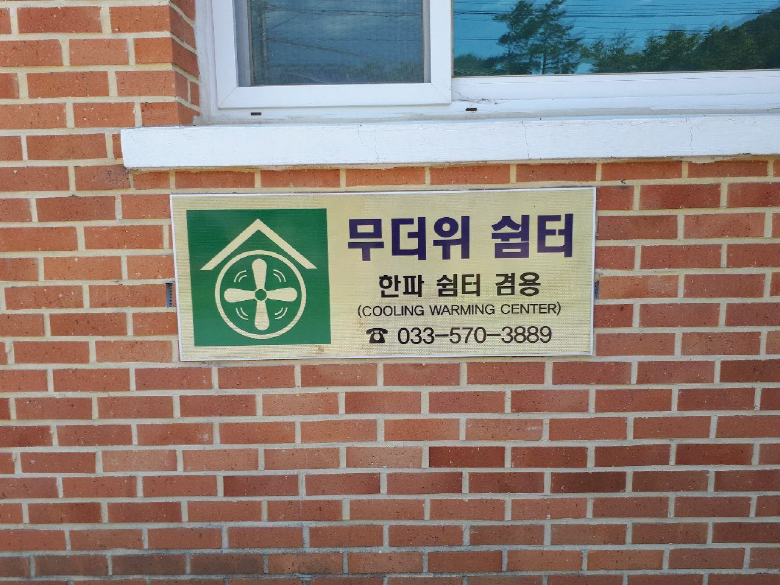 무더위 쉼터
한파 쉼터 겸용
(COOLING WARMING CENTER)
☎ 033-570-3889